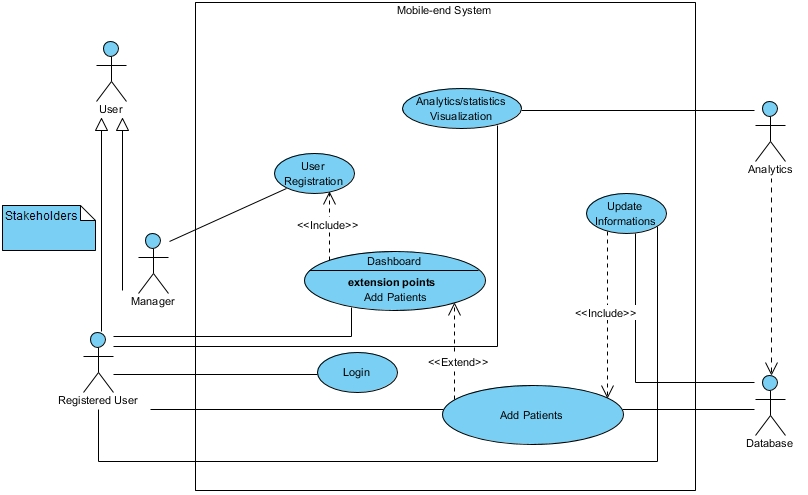 Mobile-end System
User
Analytics/statistics
Visualization
Analytics
User
Registration
Stakeholders
Update
Informations
<<Include>>
Dashboard
extension points
Add Patients
Manager
<<Include>>
<<Extend>>
Login
Registered User
Add Patients
Database